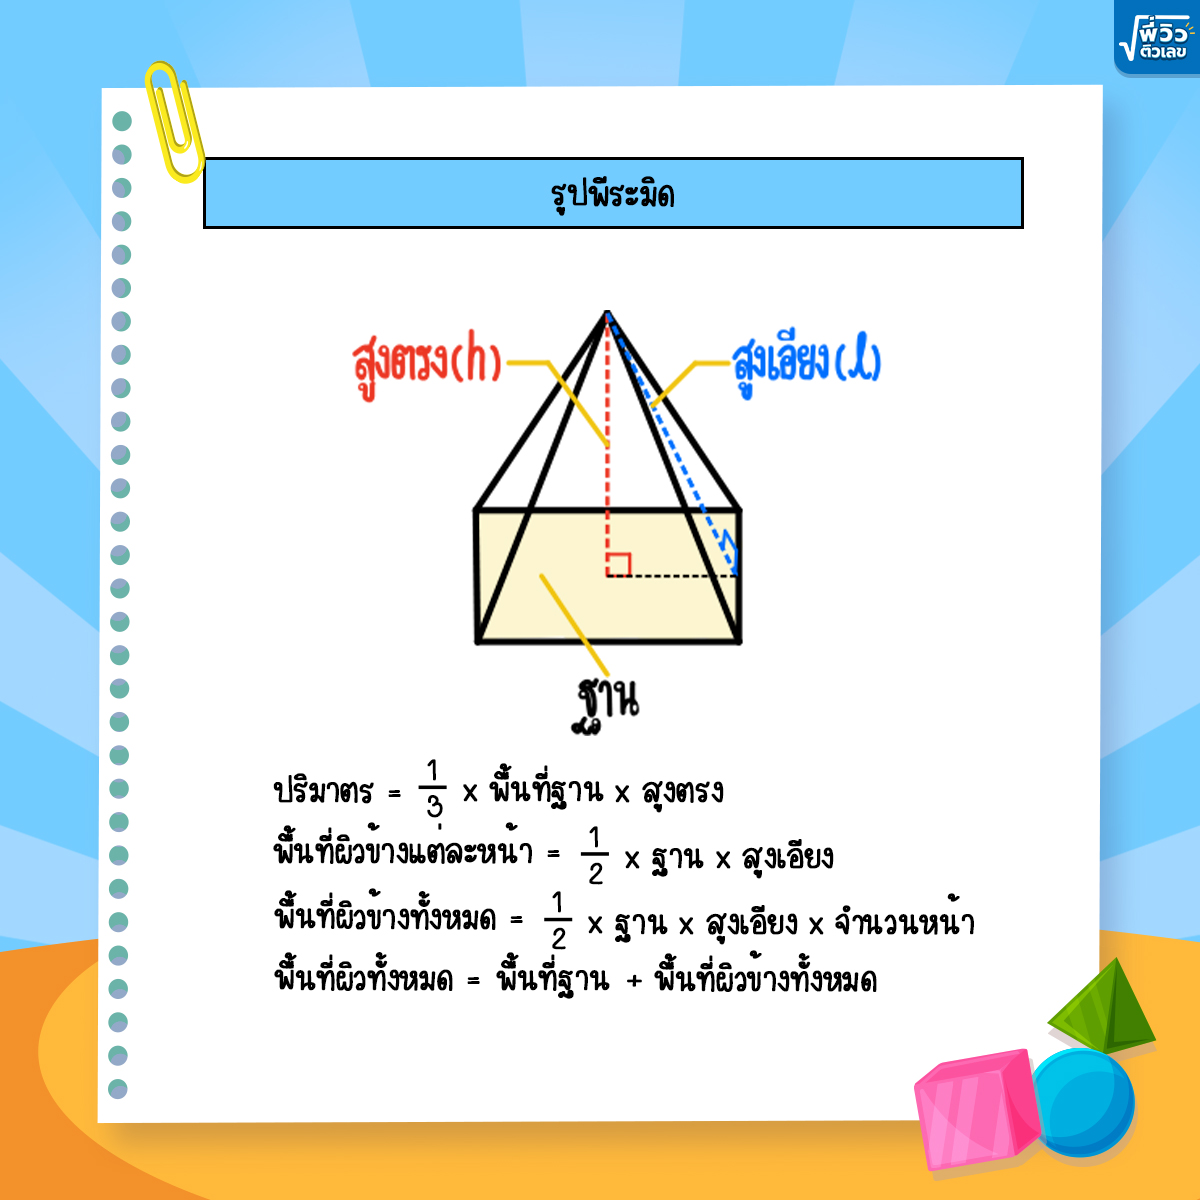 พี่วิว
ติวเลข
รูปพีระมิด
สูงตรง(h)
สูงเอียง(l)
ฐาน
ปริมาตร = 1/3 x พื้นที่ฐาน x สูงตรง
พื้นที่ผิวข้างแต่ละหน้า = 1/2 x ฐาน x สูงเอียง
พื้นที่ผิวข้างทั้งหมด = 1/2 x ฐาน x สูงเอียง x จำนวนหน้า
พื้นที่ผิวทั้งหมด = พื้นที่ฐาน + พื้นที่ผิวข้างทั้งหมด